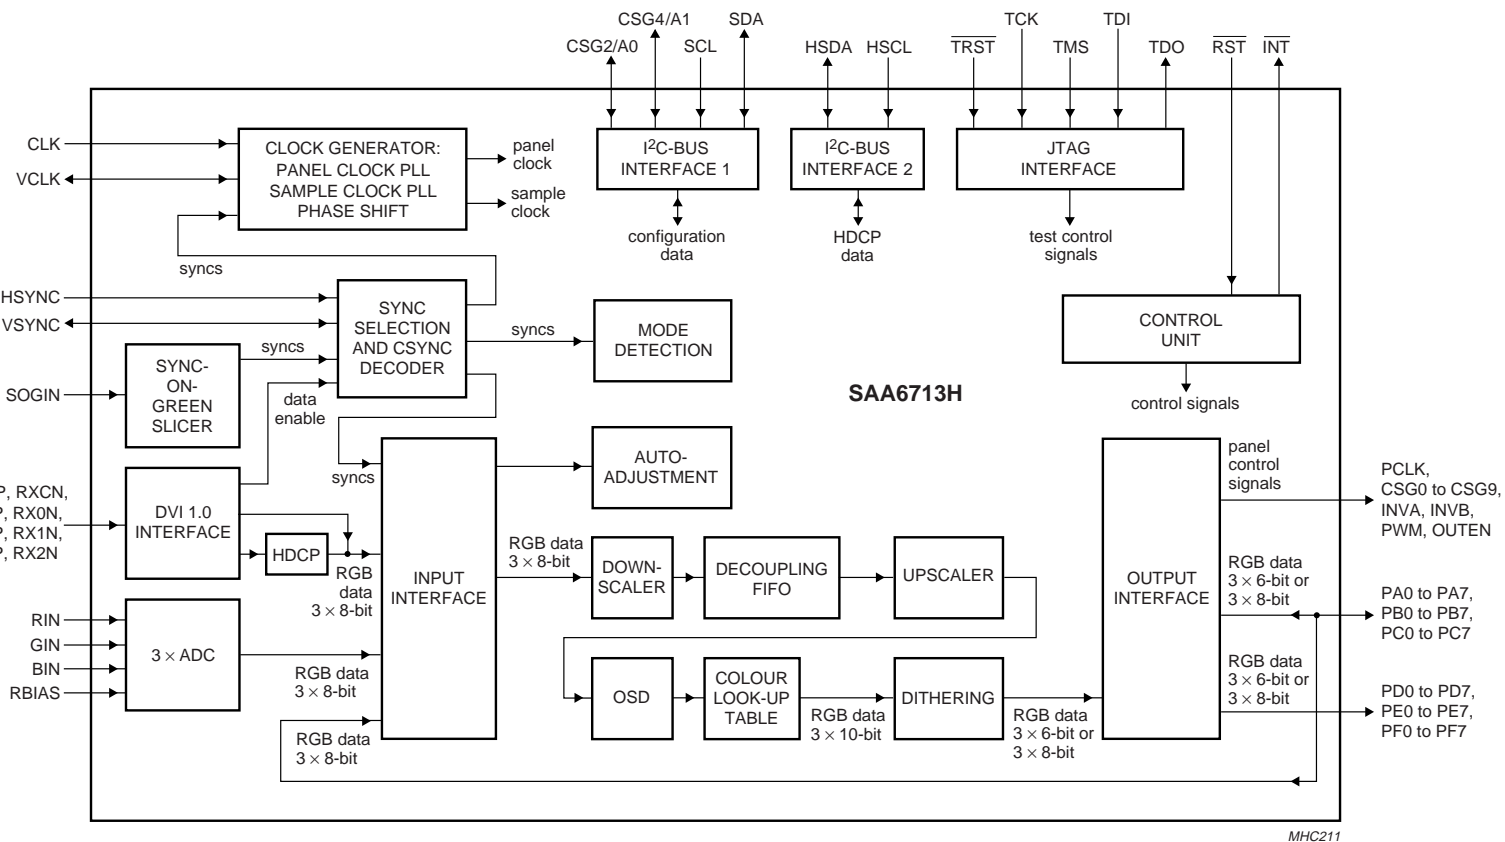 CSG4/A1
SDA
TCK
TDI
CSG2/A0
SCL
HSDA
HSCL
TRST
TMS
TDO
RST
INT
CLK
VCLK
CLOCK GENERATOR:
PANEL CLOCK PLL
SAMPLE CLOCK PLL
PHASE SHIFT
panel
clock
sample
clock
I2C-BUS
INTERFACE 1
I2C-BUS
INTERFACE 2
JTAG
INTERFACE
configuration
data
HDCP
data
test control
signals
syncs
HSYNC
VSYNC
SYNC
SELECTION
AND CSYNC
DECODER
syncs
MODE
DETECTION
CONTROL
UNIT
control signals
SOGIN
SYNC-
ON-
GREEN
SLICER
syncs
data
enable
SAA6713H
syncs
AUTO-
ADJUSTMENT
panel
control
signals
PCLK,
CSG0 to CSG9,
INVA, INVB,
PWM, OUTEN
P, RXCN,
P, RX0N,
P, RX1N,
P, RX2N
DVI 1.0
INTERFACE
HDCP
RGB
data
3 × 8-bit
INPUT
INTERFACE
RGB data
3 × 8-bit
DOWN-
SCALER
DECOUPLING
FIFO
UPSCALER
OUTPUT
INTERFACE
RGB data
3 × 6-bit or
3 × 8-bit
PA0 to PA7,
PB0 to PB7,
PC0 to PC7
RIN
GIN
BIN
RBIAS
3 × ADC
RGB data
3 × 8-bit
OSD
COLOUR
LOOK-UP
TABLE
RGB data
3 × 10-bit
DITHERING
RGB data
3 × 6-bit or
3 × 8-bit
RGB data
3 × 6-bit or
3 × 8-bit
PD0 to PD7,
PE0 to PE7,
PF0 to PF7
RGB data
3 × 8-bit
MHC211